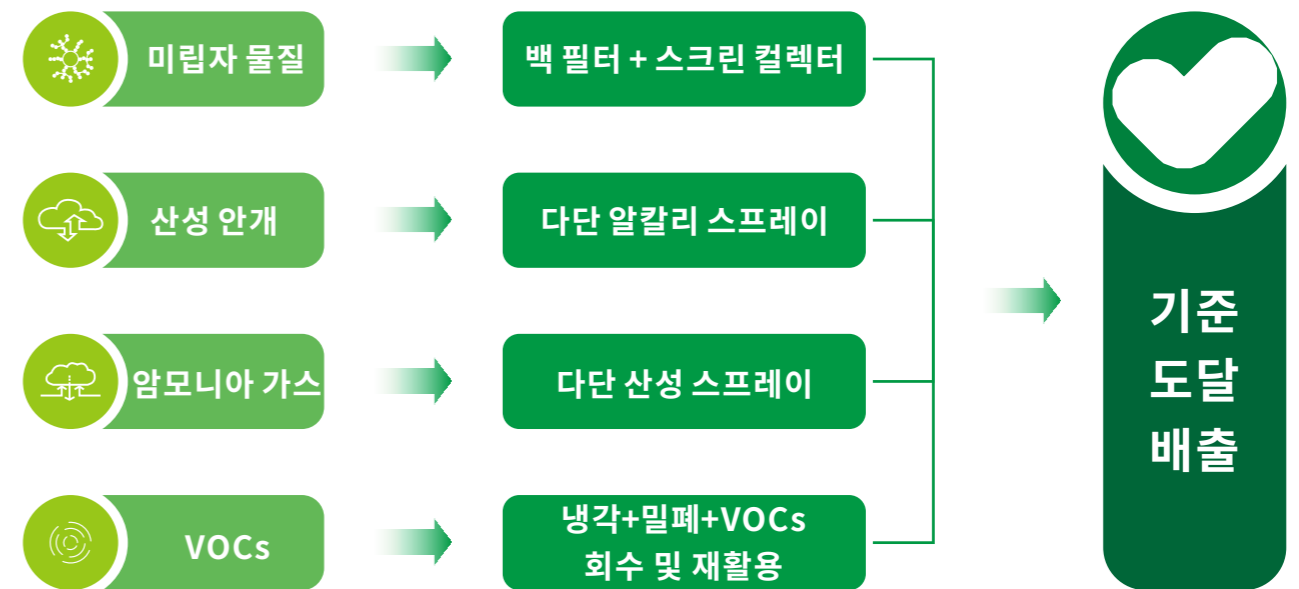 미립자 물질
백 필터 + 스크린 컬렉터
산성 안개
다단 알칼리 스프레이
암모니아 가스
다단 산성 스프레이
VOCs
냉각+밀폐+VOCs
회수 및 재활용
기준
도달
배출